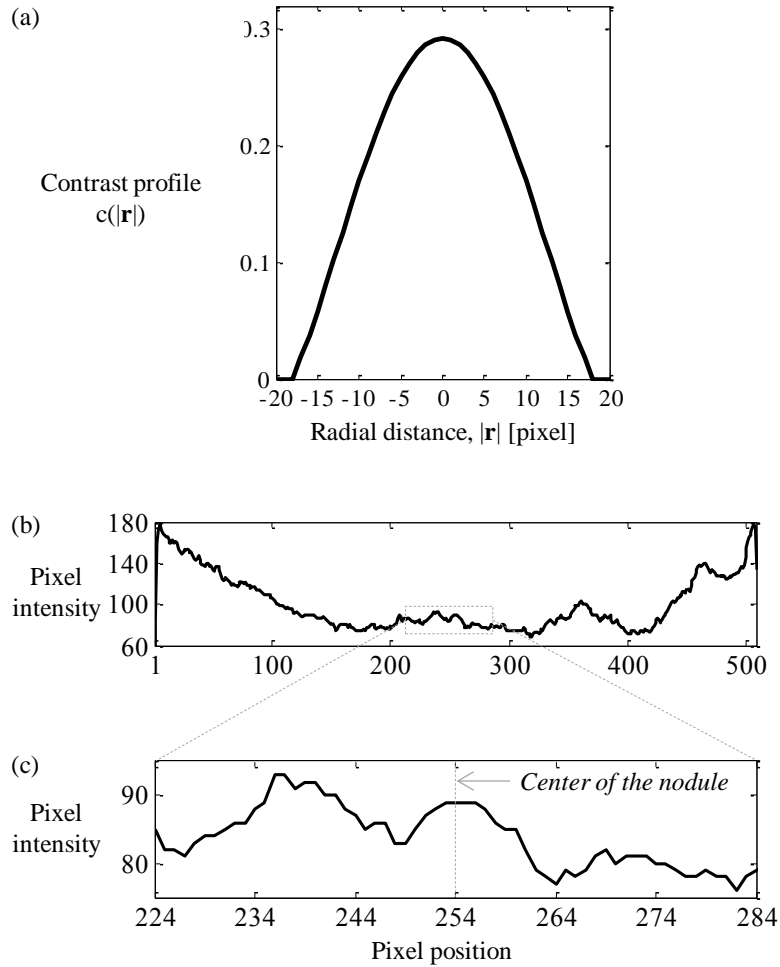 (a)
0.3
0.2
0.1
0
Contrast profile
c(|r|)
-20 -15 -10 -5 0 5 10 15 20
Radial distance, |r| [pixel]
(b)
180
140
100
60
Pixel
intensity
1 100 200 300 400 500
(c)
90
80
Pixel
intensity
Center of the nodule
224 234 244 254 264 274 284
Pixel position